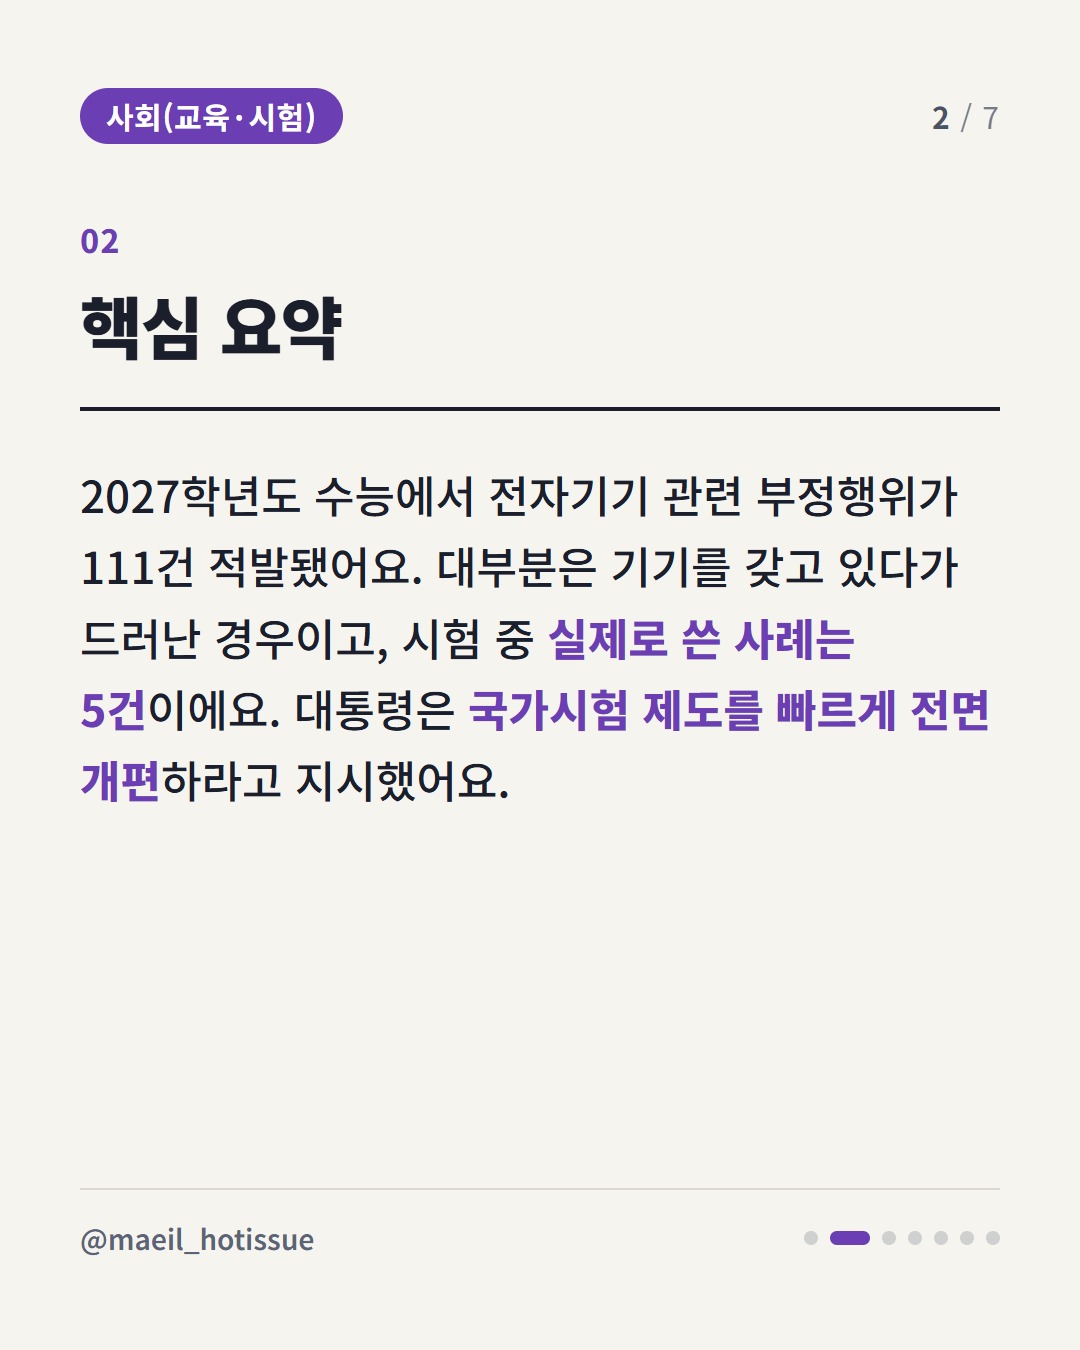 사회(교육·시험)
2 / 7
02
핵심 요약
2027학년도 수능에서 전자기기 관련 부정행위가
111건 적발됐어요. 대부분은 기기를 갖고 있다가
드러난 경우이고, 시험 중 실제로 쓴 사례는
5건이에요. 대통령은 국가시험 제도를 빠르게 전면
개편하라고 지시했어요.
@maeil_hotissue